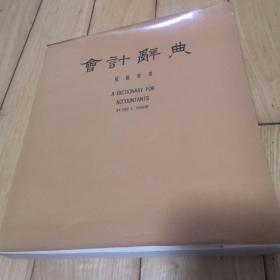 會計辭典
A DICTIONARY FOR
ACCOUNTANTS
BY ERIC L. KOHLER